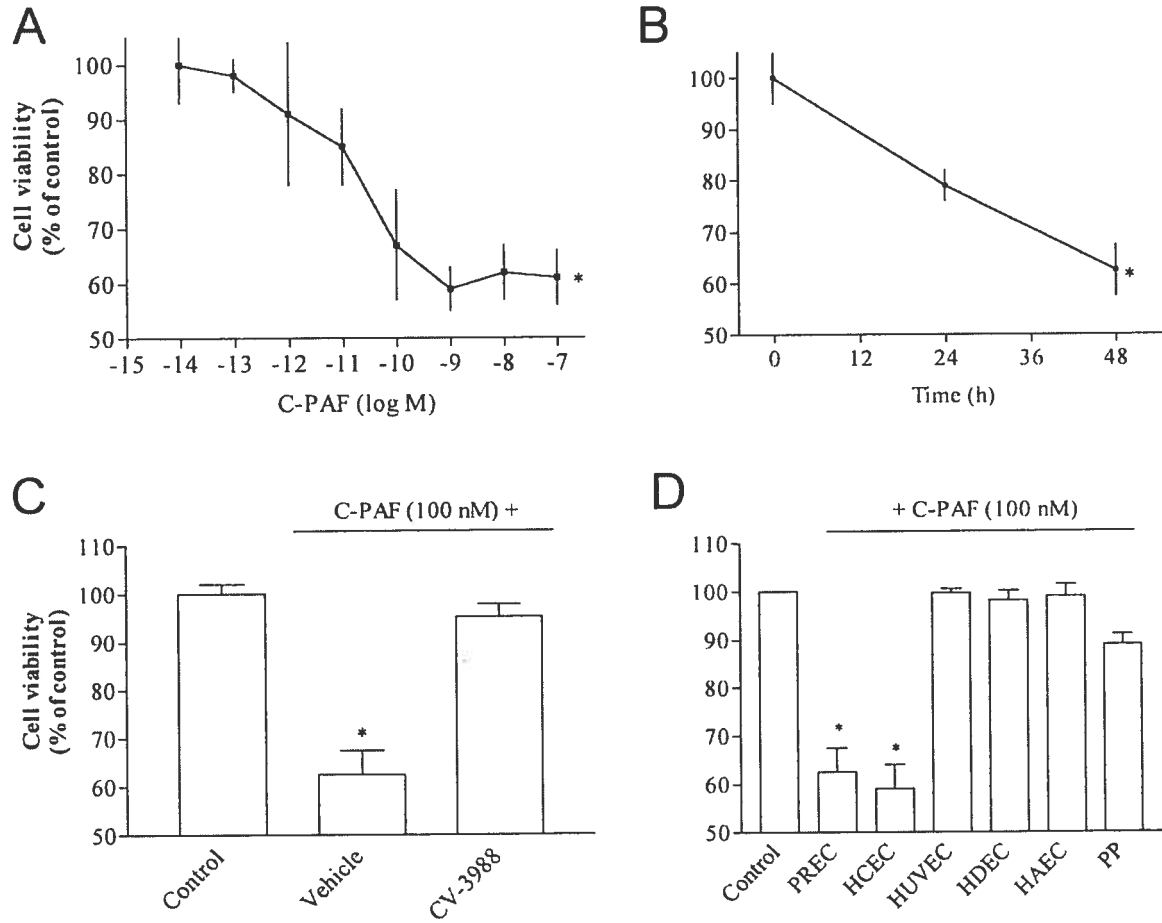 A
Cell viability
(% of control)
100
90
80
70
60
50
-15 -14 -13 -12 -11 -10 -9 -8 -7
C-PAF (log M)
*
B
100
90
80
70
60
50
0 12 24 36 48
Time (h)
*
C
C-PAF (100 nM) +
Cell viability
(% of control)
110
100
90
80
70
60
50
*
Control
Vehicle
CV-3988
D
+ C-PAF (100 nM)
110
100
90
80
70
60
50
*
*
Control
PREC
HCEC
HUVEC
HDEC
HAEC
PP